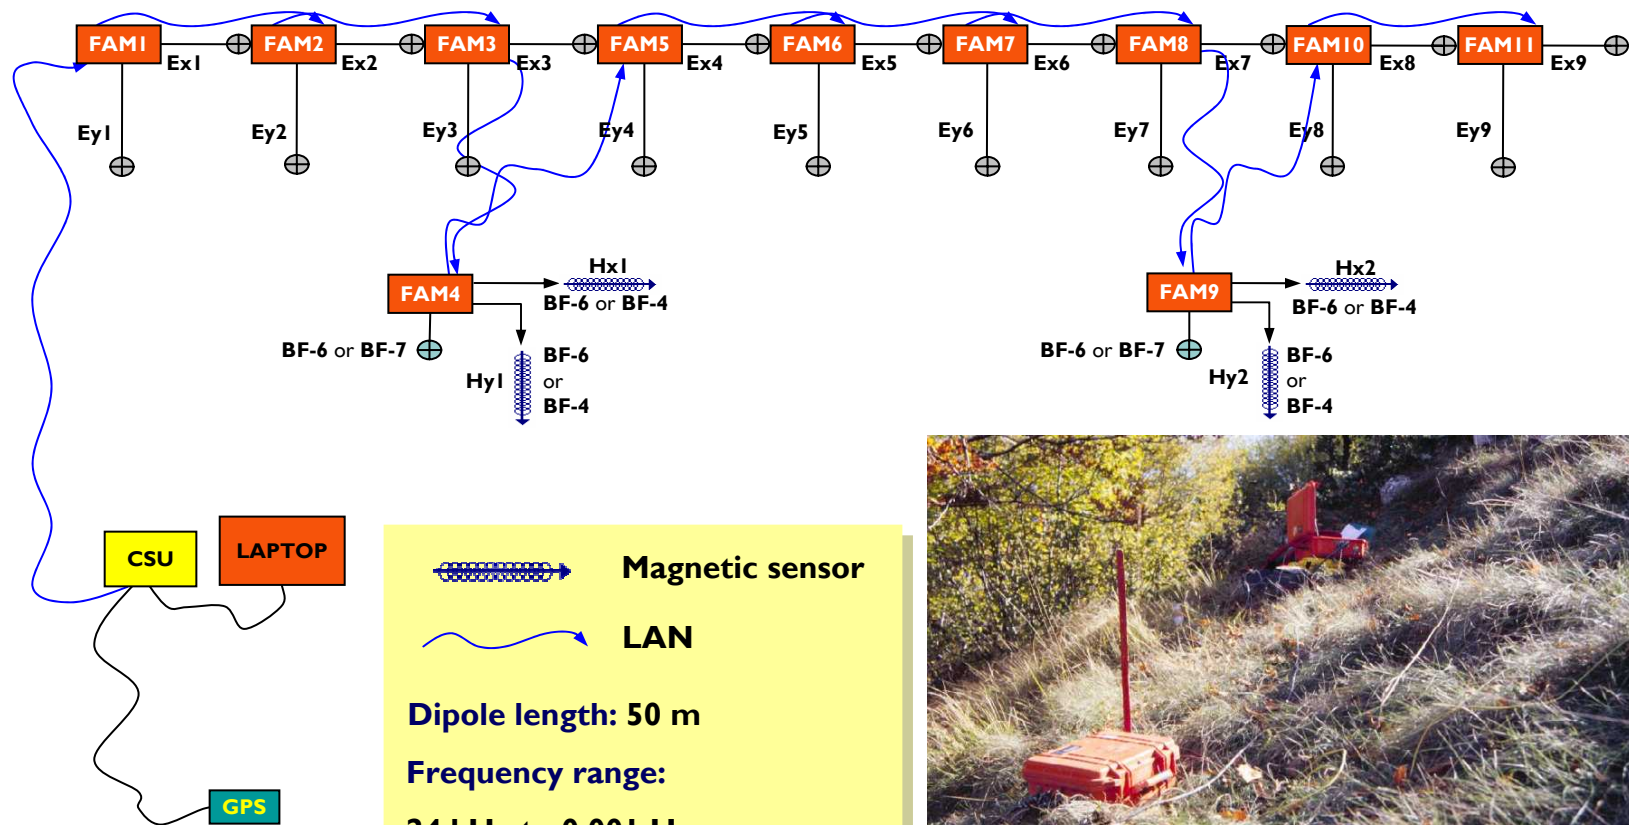 FAM1 FAM2 FAM3 FAM5 FAM6 FAM7 FAM8 FAM10 FAM11
Ex1 Ex2 Ex3 Ex4 Ex5 Ex6 Ex7 Ex8 Ex9
Ey1 Ey2 Ey3 Ey4 Ey5 Ey6 Ey7 Ey8 Ey9
FAM4
Hx1
BF-6 or BF-4
BF-6 or BF-7
Hy1
BF-6
or
BF-4
FAM9
Hx2
BF-6 or BF-4
BF-6 or BF-7
Hy2
BF-6
or
BF-4
CSU
LAPTOP
GPS
Magnetic sensor
LAN
Dipole length: 50 m
Frequency range: